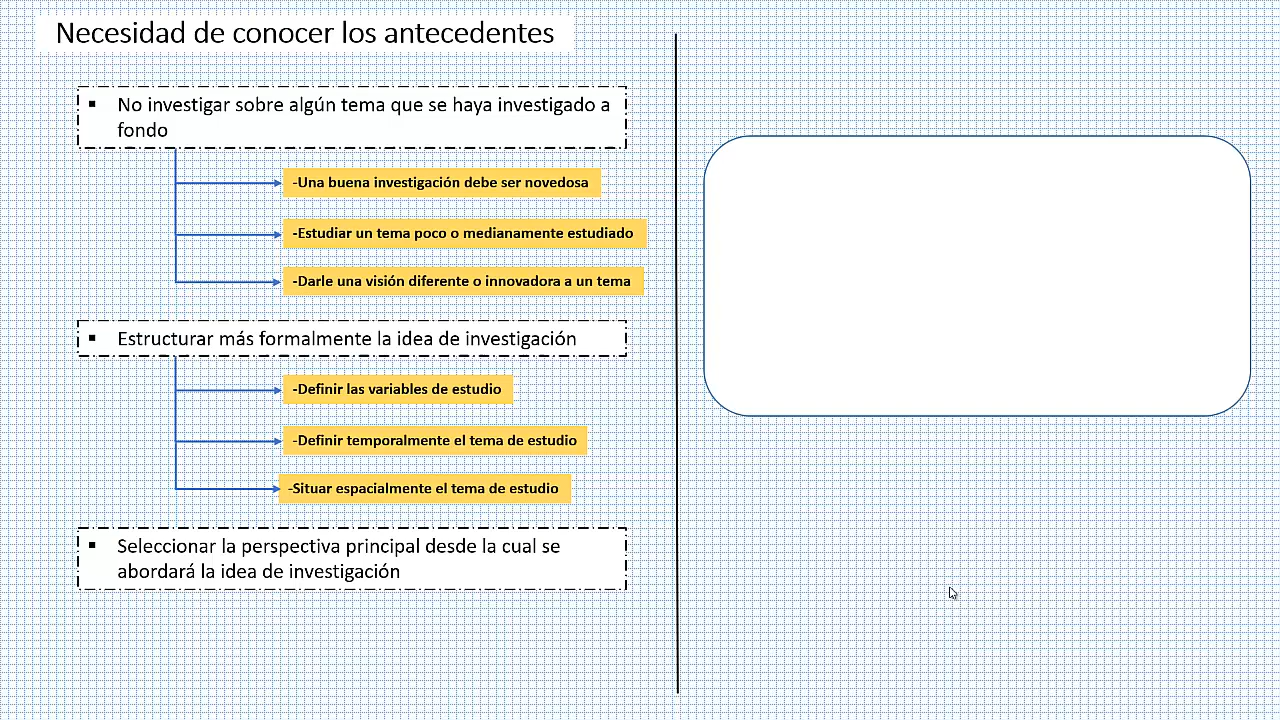 Necesidad de conocer los antecedentes
▪ No investigar sobre algún tema que se haya investigado a
fondo
-Una buena investigación debe ser novedosa
-Estudiar un tema poco o medianamente estudiado
-Darle una visión diferente o innovadora a un tema
▪ Estructurar más formalmente la idea de investigación
-Definir las variables de estudio
-Definir temporalmente el tema de estudio
-Situar espacialmente el tema de estudio
▪ Seleccionar la perspectiva principal desde la cual se
abordará la idea de investigación